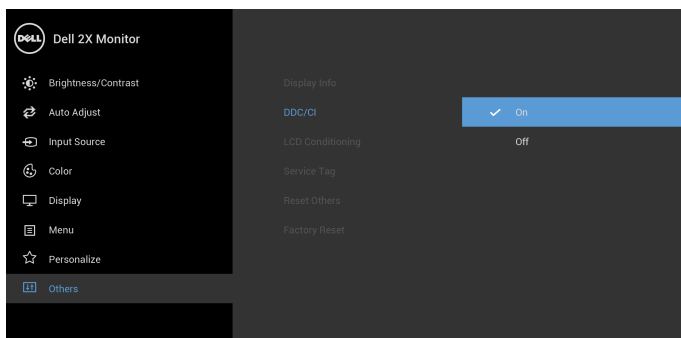 DELL
Dell 2X Monitor
Brightness/Contrast
Auto Adjust
Input Source
Color
Display
Menu
Personalize
Others
Display Info
DDC/CI
LCD Conditioning
Service Tag
Reset Others
Factory Reset
On
Off